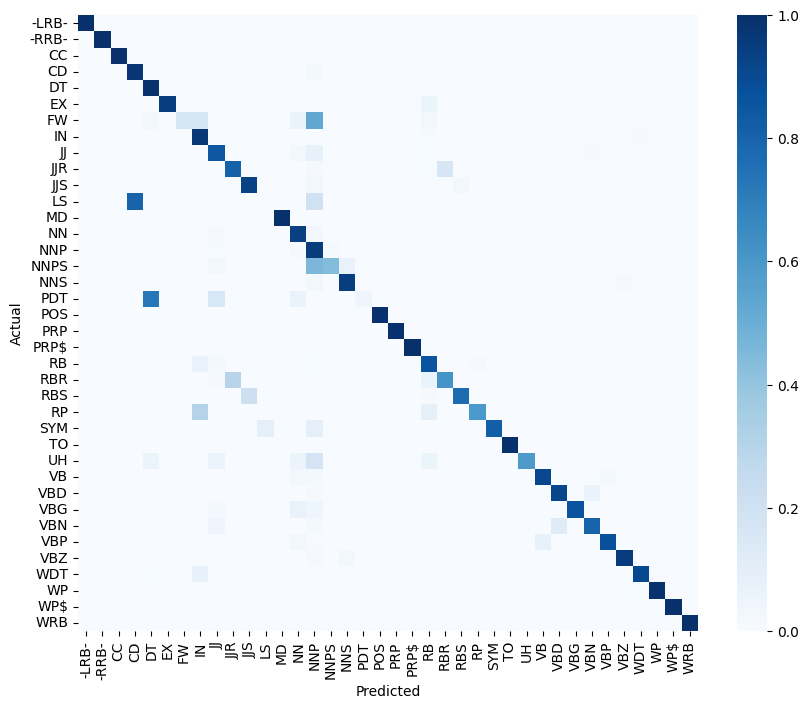 -LRB-
-RRB-
CC
CD
DT
EX
FW
IN
JJ
JJR
JJS
LS
MD
NN
NNP
NNPS
NNS
PDT
POS
PRP
PRP$
RB
RBR
RBS
RP
SYM
TO
UH
VB
VBD
VBG
VBN
VBP
VBZ
WDT
WP
WP$
WRB
Actual
-LRB- -RRB- CC CD DT EX FW IN JJ JJR JJS LS MD NN NNP NNPS NNS PDT POS PRP PRP$ RB RBR RBS RP SYM TO UH VB VBD VBG VBN VBP VBZ WDT WP WP$ WRB
Predicted
1.0
0.8
0.6
0.4
0.2
0.0